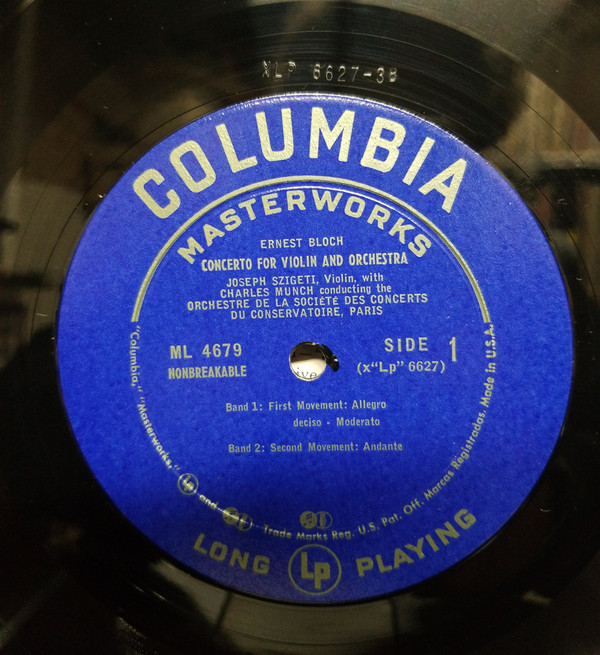 XLP 6627-3B
COLUMBIA
MASTERWORKS
ERNEST BLOCH
CONCERTO FOR VIOLIN AND ORCHESTRA
JOSEPH SZIGETI, Violin, with
CHARLES MUNCH conducting the
ORCHESTRE DE LA SOCIÉTÉ DES CONCERTS
DU CONSERVATOIRE, PARIS
ML 4679
NONBREAKABLE
SIDE 1
(x"Lp" 6627)
ive
Band 1: First Movement: Allegro
deciso - Moderato
Band 2: Second Movement: Andante
"Columbia," "Masterworks," Lp and Trade Marks Reg. U.S. Pat. Off. Marcas Registradas. Made in U.S.A.
LONG Lp PLAYING